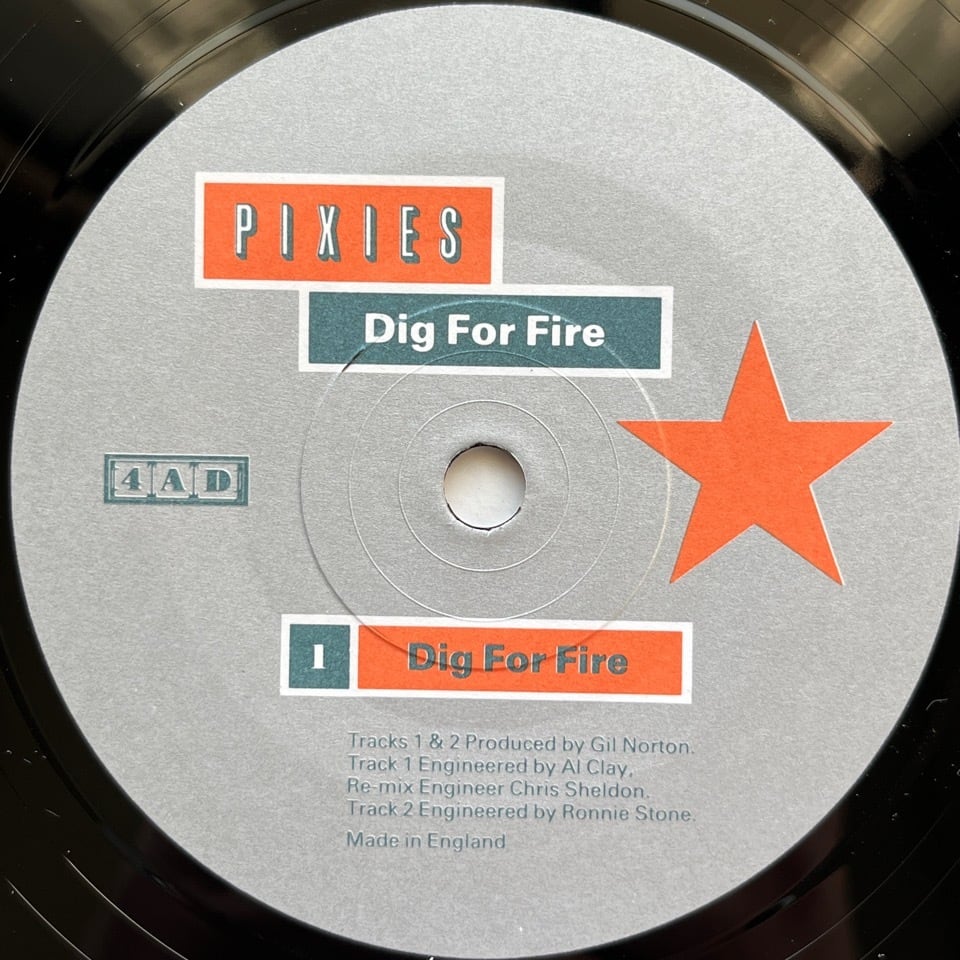 PIXIES
Dig For Fire
4AD
1 Dig For Fire
Tracks 1 & 2 Produced by Gil Norton.
Track 1 Engineered by Al Clay,
Re-mix Engineer Chris Sheldon.
Track 2 Engineered by Ronnie Stone.
Made in England